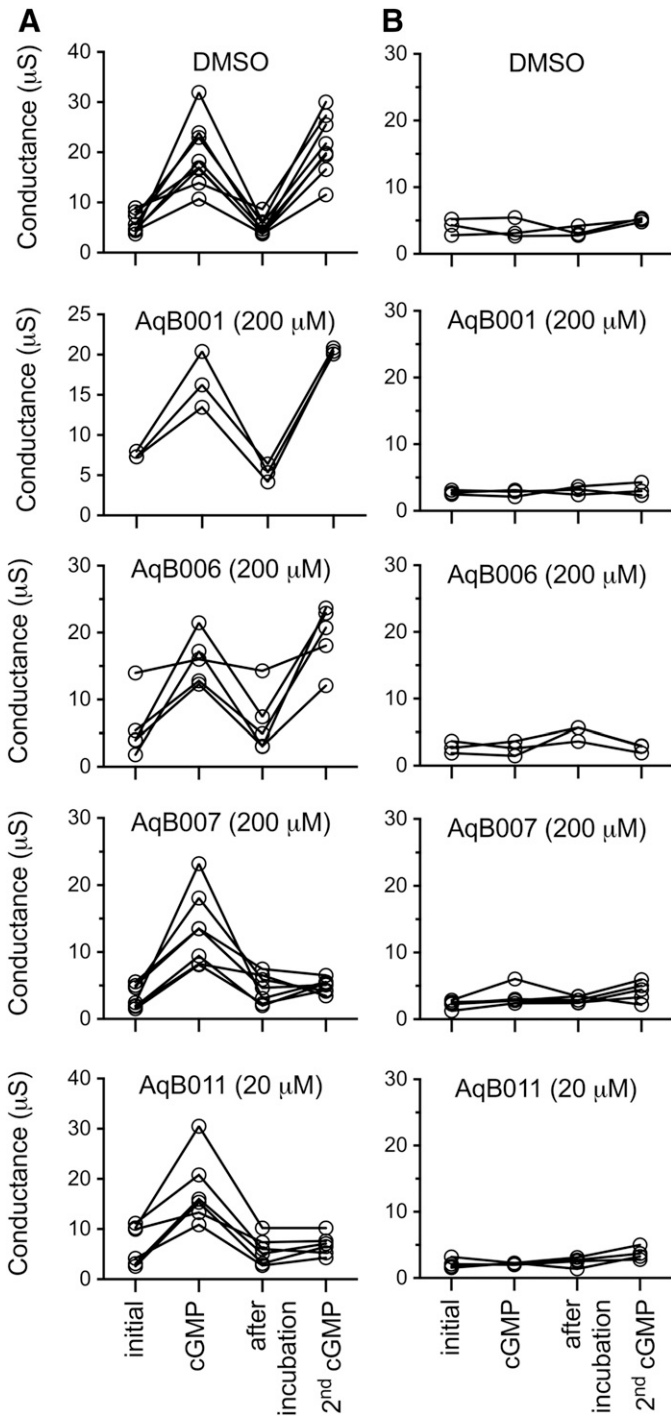 A
B
DMSO
Conductance (μS)
40
30
20
10
0
DMSO
30
20
10
0
AqB001 (200 μM)
Conductance (μS)
25
20
15
10
5
0
AqB001 (200 μM)
30
20
10
0
AqB006 (200 μM)
Conductance (μS)
30
20
10
0
AqB006 (200 μM)
30
20
10
0
AqB007 (200 μM)
Conductance (μS)
30
20
10
0
AqB007 (200 μM)
30
20
10
0
AqB011 (20 μM)
Conductance (μS)
40
30
20
10
0
AqB011 (20 μM)
30
20
10
0
initial
cGMP
after
incubation
2nd cGMP
initial
cGMP
after
incubation
2nd cGMP